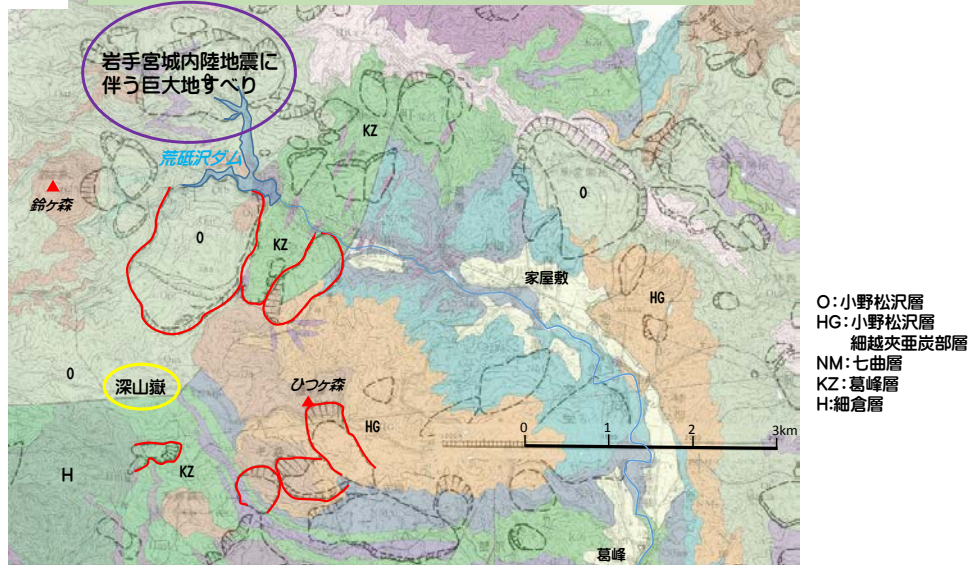 岩手宮城内陸地震に
伴う巨大地すべり
荒砥沢ダム
鈴ヶ森
KZ
O
O
KZ
家屋敷
HG
O
深山嶽
ひつヶ森
HG
H
KZ
0 1 2 3km
葛峰
O:小野松沢層
HG:小野松沢層
細越夾亜炭部層
NM:七曲層
KZ:葛峰層
H:細倉層